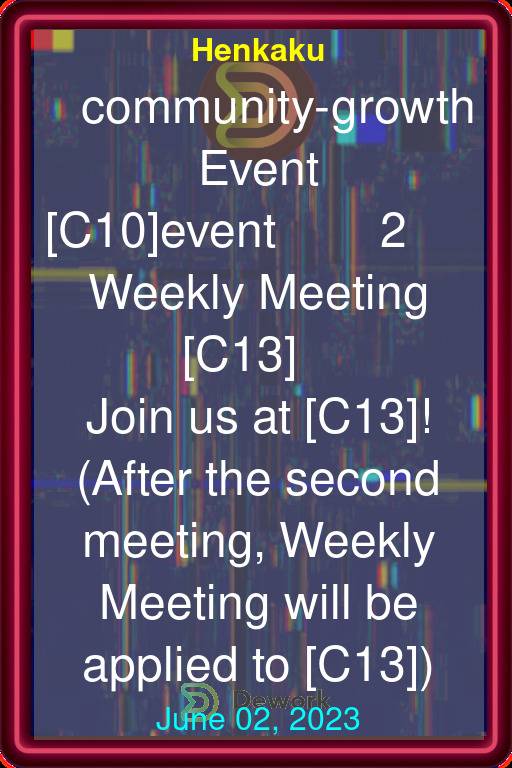 Henkaku
community-growth
Event
[C10]event 2
Weekly Meeting
[C13]
Join us at [C13]!
(After the second
meeting, Weekly
Meeting will be
applied to [C13])
Dework
June 02, 2023